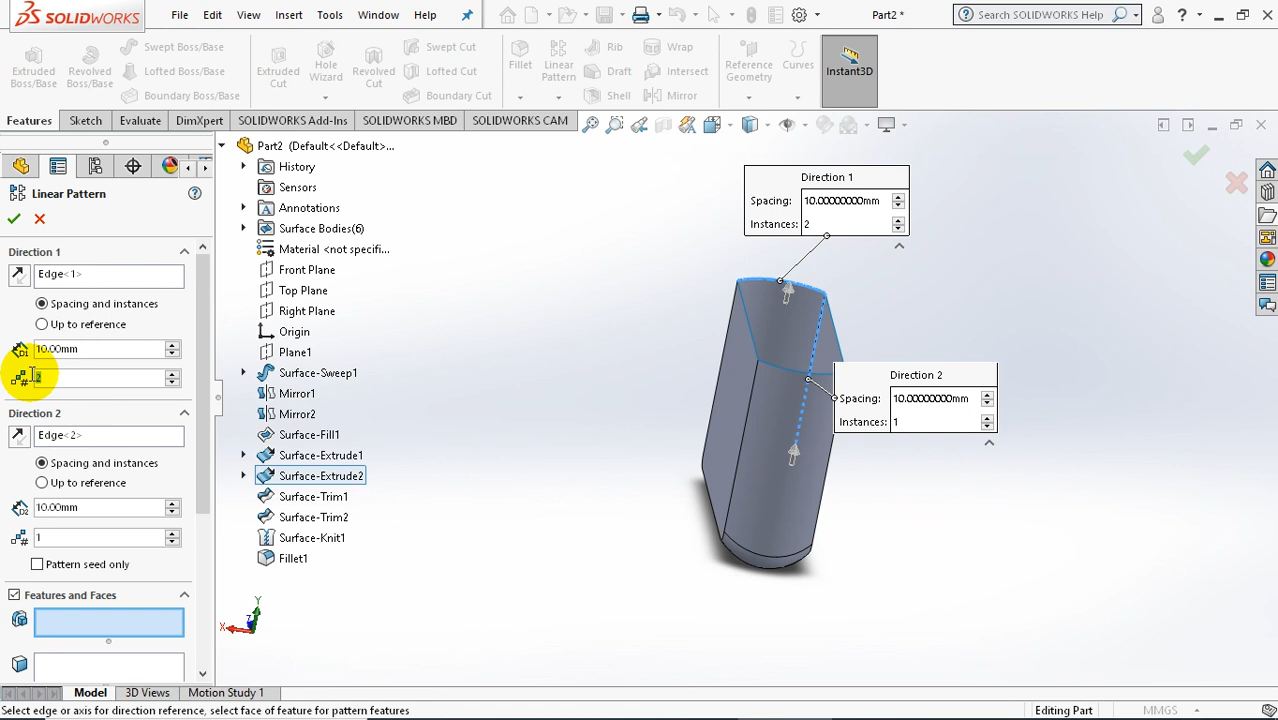 SOLIDWORKS
File Edit View Insert Tools Window Help
Part2 *
Search SOLIDWORKS Help
Extruded Boss/Base
Revolved Boss/Base
Swept Boss/Base
Lofted Boss/Base
Boundary Boss/Base
Extruded Cut
Hole Wizard
Revolved Cut
Swept Cut
Lofted Cut
Boundary Cut
Fillet
Linear Pattern
Rib
Draft
Shell
Wrap
Intersect
Mirror
Reference Geometry
Curves
Instant3D
Features Sketch Evaluate DimXpert SOLIDWORKS Add-Ins SOLIDWORKS MBD SOLIDWORKS CAM
Linear Pattern
Direction 1
Edge<1>
Spacing and instances
Up to reference
D1 10.00mm
2
Direction 2
Edge<2>
Spacing and instances
Up to reference
D2 10.00mm
1
Pattern seed only
Features and Faces
Part2 (Default<<Default>...
History
Sensors
Annotations
Surface Bodies(6)
Material <not specifi...
Front Plane
Top Plane
Right Plane
Origin
Plane1
Surface-Sweep1
Mirror1
Mirror2
Surface-Fill1
Surface-Extrude1
Surface-Extrude2
Surface-Trim1
Surface-Trim2
Surface-Knit1
Fillet1
Direction 1
Spacing: 10.00000000mm
Instances: 2
Direction 2
Spacing: 10.00000000mm
Instances: 1
Y
X
Z
Model 3D Views Motion Study 1
Select edge or axis for direction reference, select face of feature for pattern features
Editing Part
MMGS